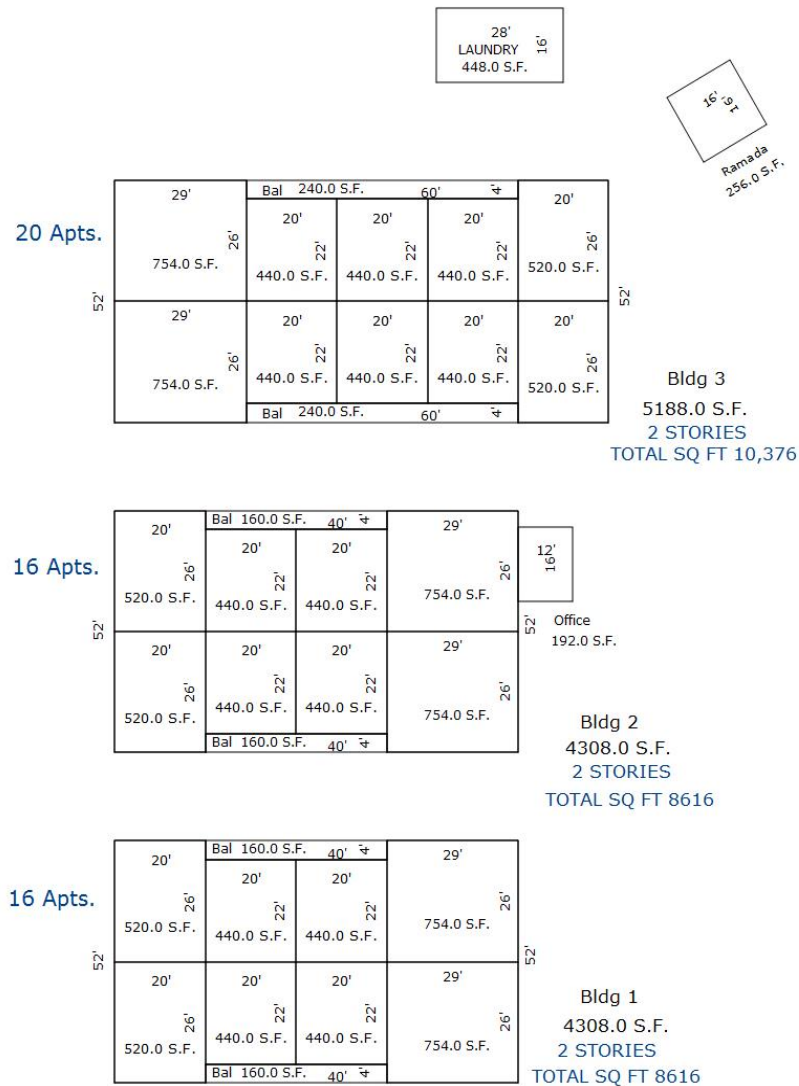 28'
LAUNDRY
16'
448.0 S.F.
16'
16'
Ramada
256.0 S.F.
20 Apts.
29'
26'
754.0 S.F.
Bal 240.0 S.F. 60' 4'
20'
22'
440.0 S.F.
20'
22'
440.0 S.F.
20'
22'
440.0 S.F.
20'
26'
520.0 S.F.
52'
52'
29'
26'
754.0 S.F.
20'
22'
440.0 S.F.
20'
22'
440.0 S.F.
20'
22'
440.0 S.F.
20'
26'
520.0 S.F.
Bal 240.0 S.F. 60' 4'
Bldg 3
5188.0 S.F.
2 STORIES
TOTAL SQ FT 10,376
16 Apts.
20'
26'
520.0 S.F.
Bal 160.0 S.F. 40' 4'
20'
22'
440.0 S.F.
20'
22'
440.0 S.F.
29'
26'
754.0 S.F.
12'
16'
Office
192.0 S.F.
52'
52'
20'
26'
520.0 S.F.
20'
22'
440.0 S.F.
20'
22'
440.0 S.F.
29'
26'
754.0 S.F.
Bal 160.0 S.F. 40' 4'
Bldg 2
4308.0 S.F.
2 STORIES
TOTAL SQ FT 8616
16 Apts.
20'
26'
520.0 S.F.
Bal 160.0 S.F. 40' 4'
20'
22'
440.0 S.F.
20'
22'
440.0 S.F.
29'
26'
754.0 S.F.
52'
52'
20'
26'
520.0 S.F.
20'
22'
440.0 S.F.
20'
22'
440.0 S.F.
29'
26'
754.0 S.F.
Bal 160.0 S.F. 40' 4'
Bldg 1
4308.0 S.F.
2 STORIES
TOTAL SQ FT 8616